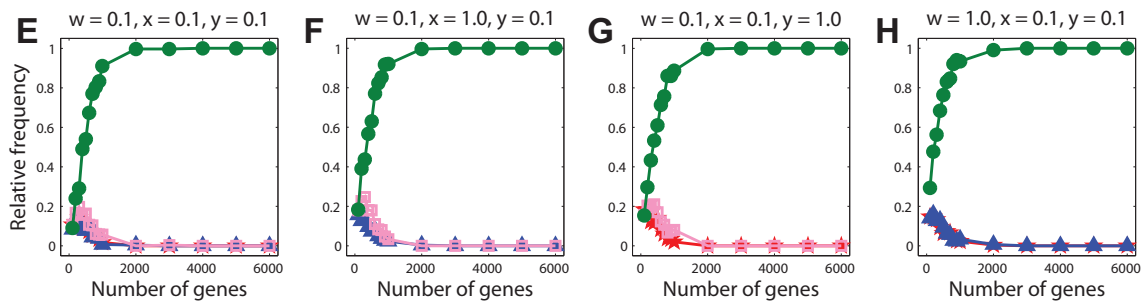 E w = 0.1, x = 0.1, y = 0.1
F w = 0.1, x = 1.0, y = 0.1
G w = 0.1, x = 0.1, y = 1.0
H w = 1.0, x = 0.1, y = 0.1
Relative frequency
1
0.8
0.6
0.4
0.2
0
0 2000 4000 6000
Number of genes
1
0.8
0.6
0.4
0.2
0
0 2000 4000 6000
Number of genes
1
0.8
0.6
0.4
0.2
0
0 2000 4000 6000
Number of genes
1
0.8
0.6
0.4
0.2
0
0 2000 4000 6000
Number of genes